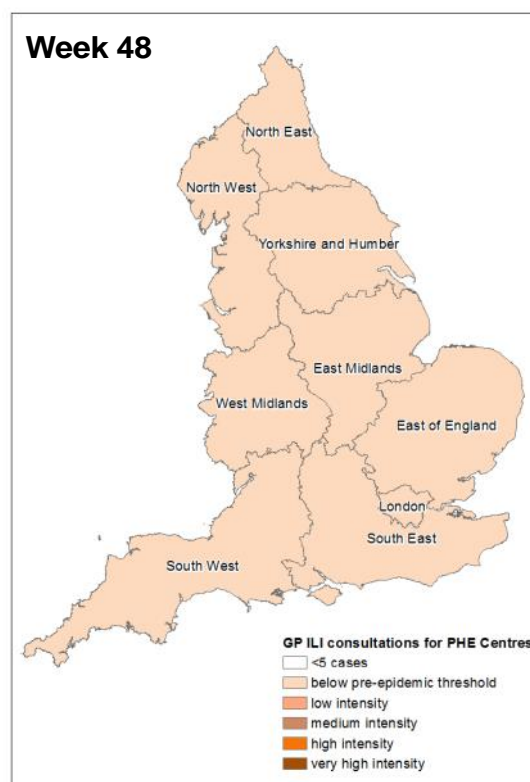 Week 48
North East
North West
Yorkshire and Humber
East Midlands
West Midlands
East of England
London
South East
South West
GP ILI consultations for PHE Centres
<5 cases
below pre-epidemic threshold
low intensity
medium intensity
high intensity
very high intensity